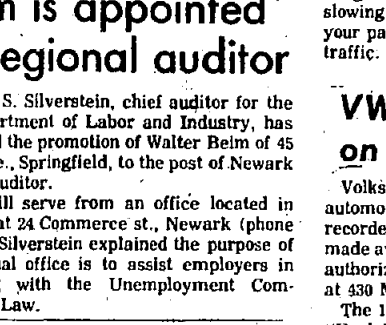 is appointed
egional auditor
S. Silverstein, chief auditor for the
rtment of Labor and Industry, has
the promotion of Walter Beim of 45
e., Springfield, to the post of Newark
uditor.
ill serve from an office located in
at 24 Commerce st., Newark (phone
Silverstein explained the purpose of
al office is to assist employers in
with the Unemployment Com-
Law.
slowing
your pa
traffic.
VW
on
Volks
automo
recorde
made av
authoriz
at 430
The